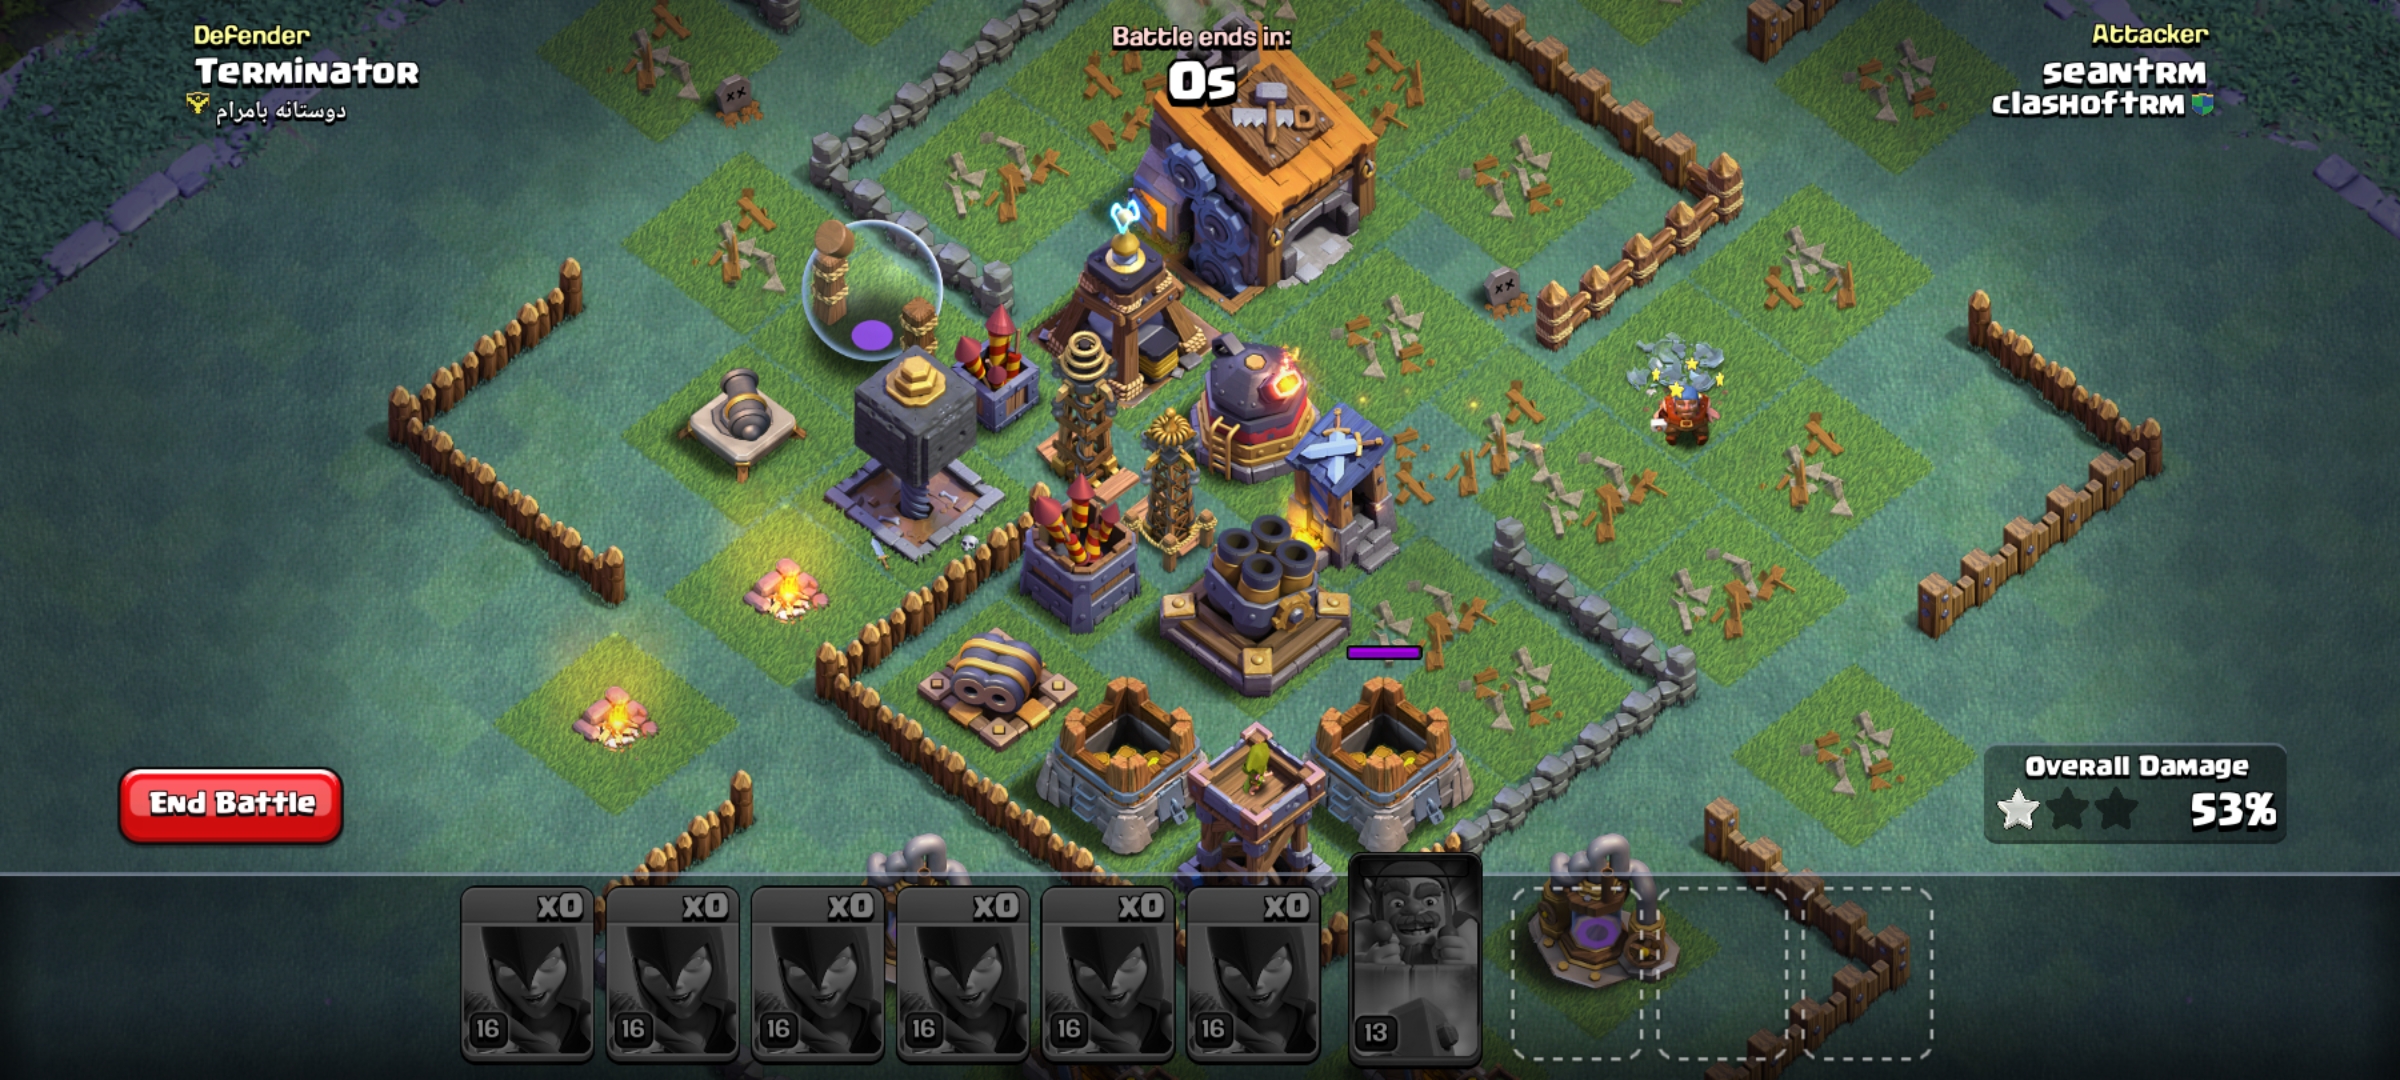 Defender
Terminator
دوستانه بامرام
Battle ends in:
0s
Attacker
seantrm
clashoftrm
End Battle
Overall Damage
53%
x0
x0
x0
x0
x0
x0
16
16
16
16
16
16
13